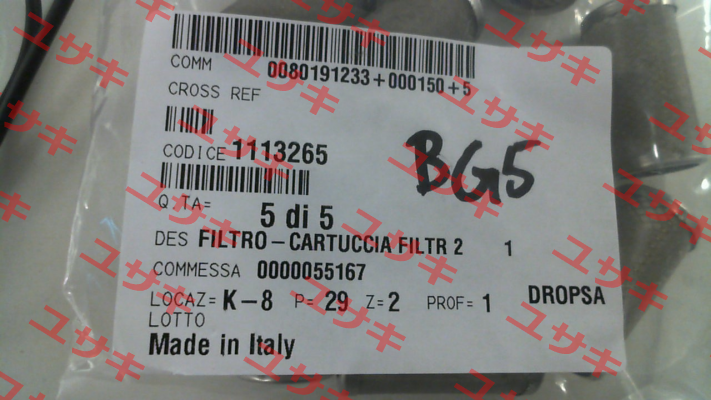 COMM 0080191233+000150+5
CROSS REF
CODICE 1113265
BG5
Q.TA= 5 di 5
DES FILTRO-CARTUCCIA FILTR 2 1
COMMESSA 0000055167
LOCAZ= K-8 P= 29 Z= 2 PROF= 1 DROPSA
LOTTO
Made in Italy
ユサキ